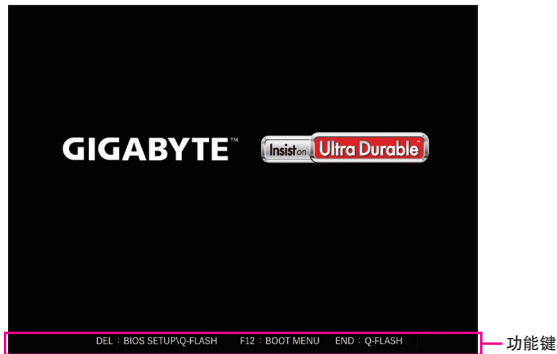 GIGABYTE™ Insist on Ultra Durable™
DEL : BIOS SETUP\Q-FLASH F12 : BOOT MENU END : Q-FLASH
功能键